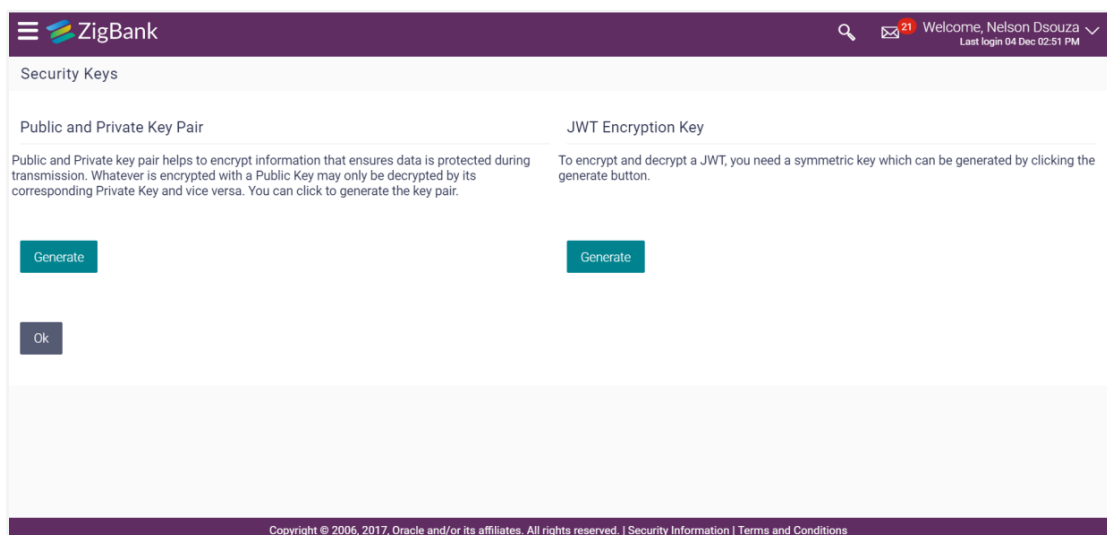 ZigBank
21
Welcome, Nelson Dsouza
Last login 04 Dec 02:51 PM
Security Keys
Public and Private Key Pair
Public and Private key pair helps to encrypt information that ensures data is protected during
transmission. Whatever is encrypted with a Public Key may only be decrypted by its
corresponding Private Key and vice versa. You can click to generate the key pair.
Generate
JWT Encryption Key
To encrypt and decrypt a JWT, you need a symmetric key which can be generated by clicking the
generate button.
Generate
Ok
Copyright © 2006, 2017, Oracle and/or its affiliates. All rights reserved. | Security Information | Terms and Conditions